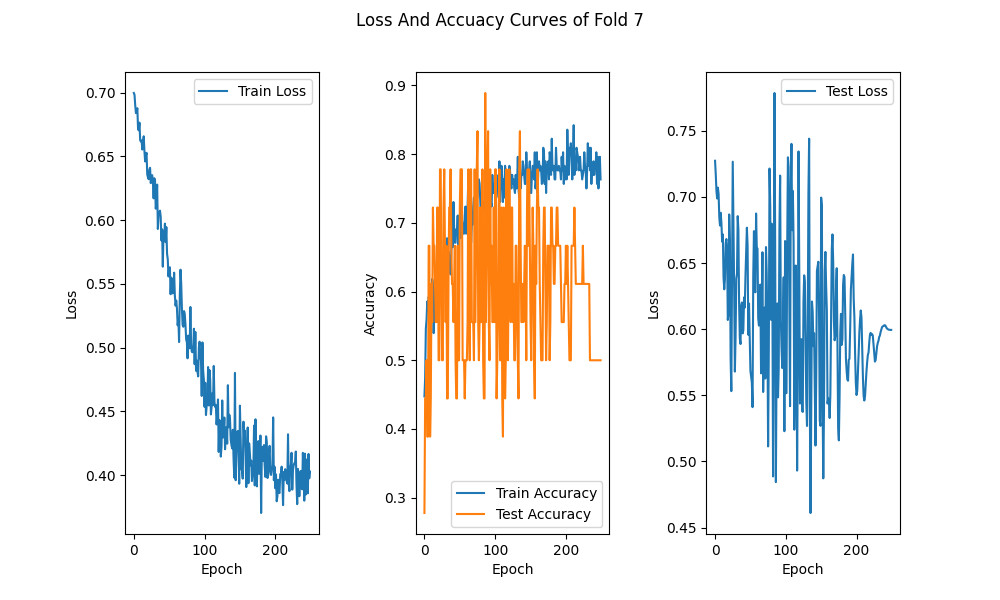 Loss And Accuacy Curves of Fold 7
Train Loss
0.70
0.65
0.60
0.55
0.50
0.45
0.40
Loss
0
100
200
Epoch
0.9
0.8
0.7
0.6
0.5
0.4
0.3
Accuracy
Train Accuracy
Test Accuracy
0
100
200
Epoch
Test Loss
0.75
0.70
0.65
0.60
0.55
0.50
0.45
Loss
0
100
200
Epoch